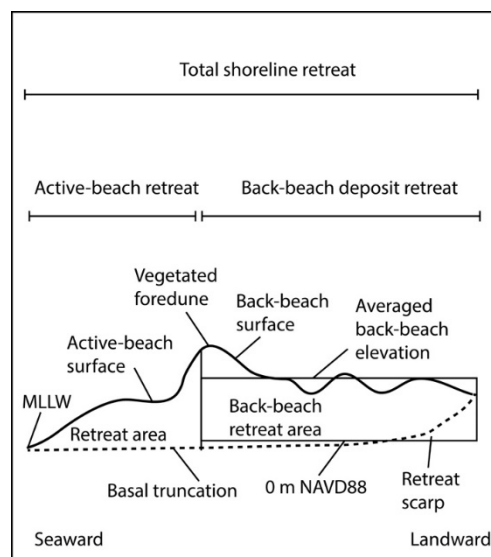 Total shoreline retreat
Active-beach retreat
Back-beach deposit retreat
Vegetated
foredune
Back-beach
surface
Averaged
back-beach
elevation
Active-beach
surface
MLLW
Retreat area
Back-beach
retreat area
Basal truncation
0 m NAVD88
Retreat
scarp
Seaward
Landward